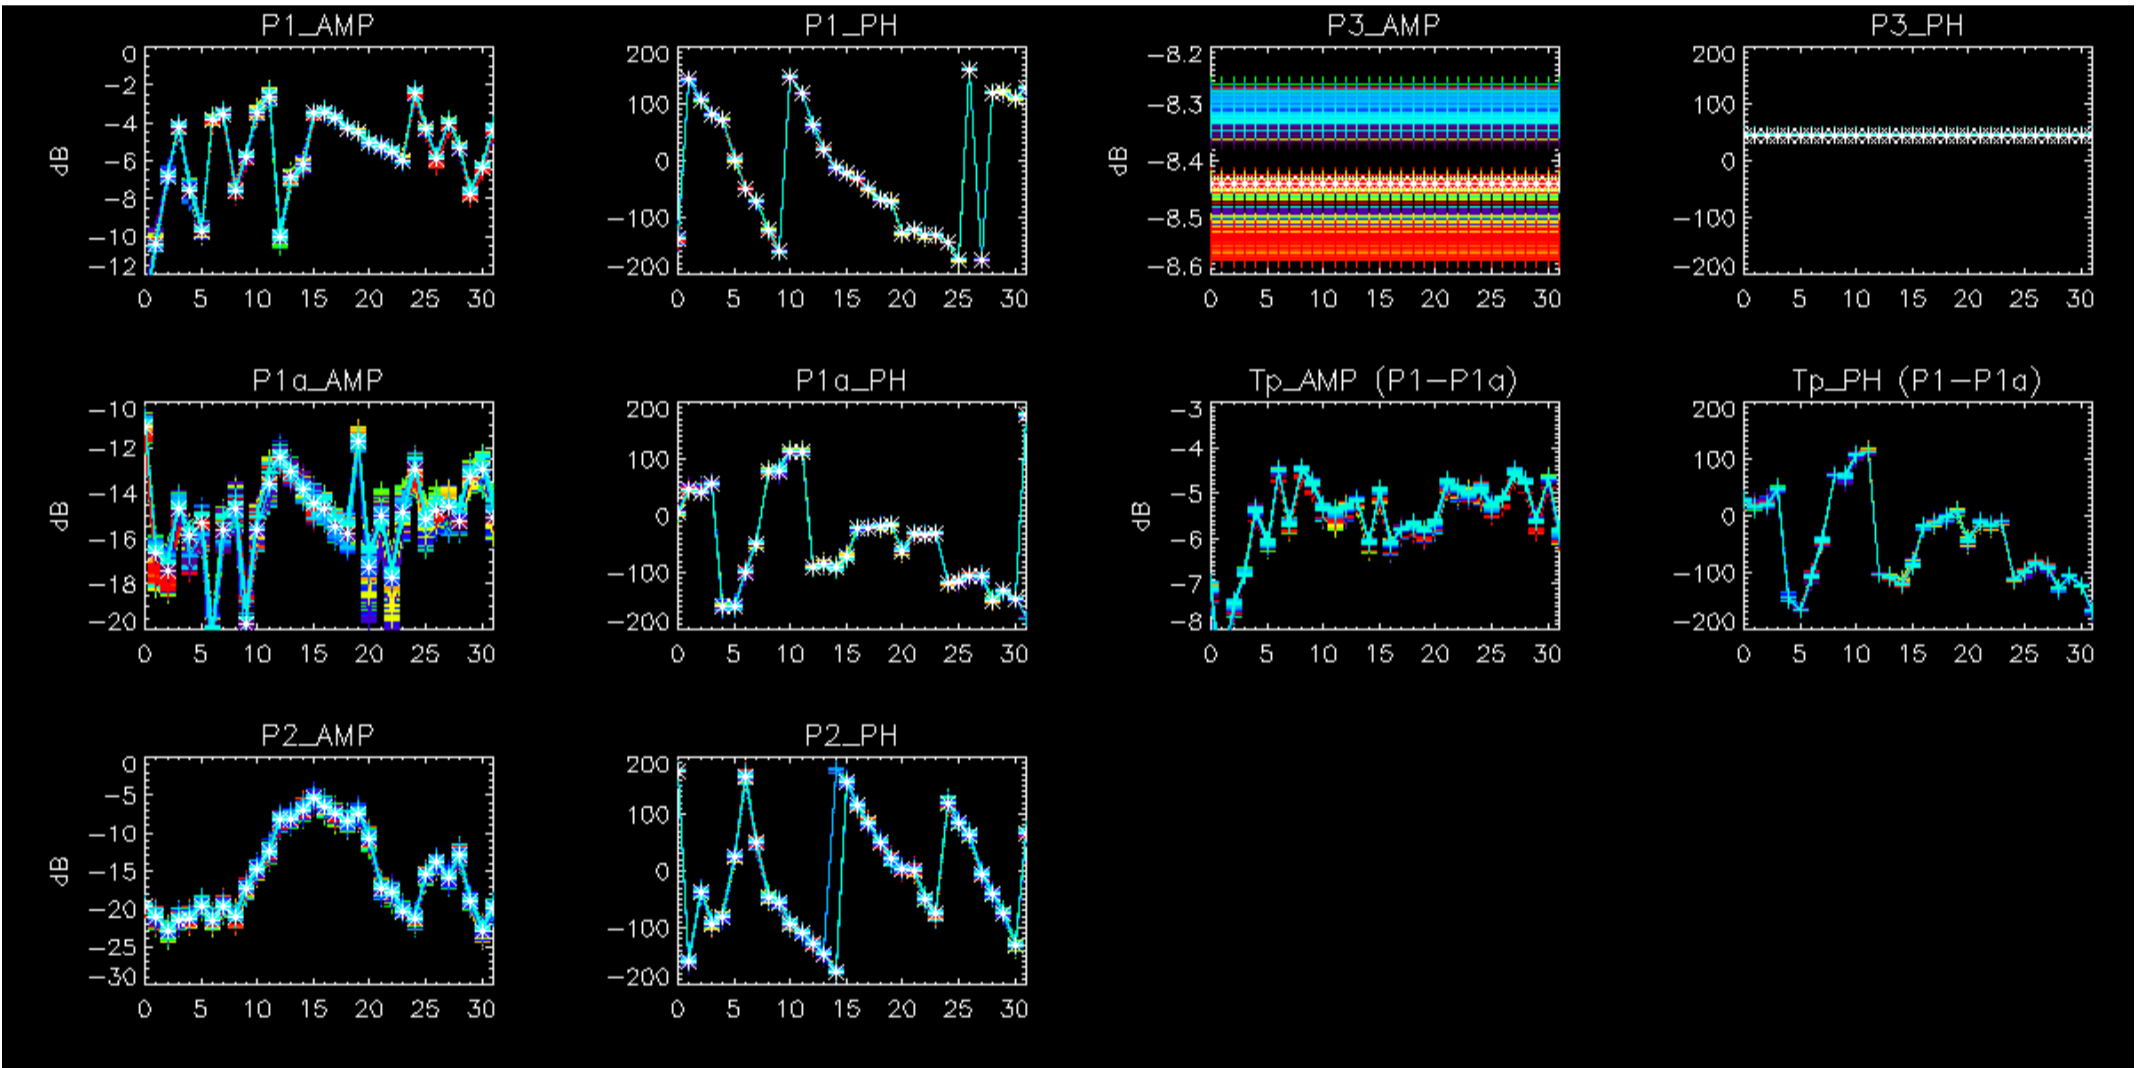 P1_AMP
0
−2
−4
−6
−8
−10
−12
dB
0 5 10 15 20 25 30
P1_PH
200
100
0
−100
−200
0 5 10 15 20 25 30
P3_AMP
−8.2
−8.3
−8.4
−8.5
−8.6
dB
0 5 10 15 20 25 30
P3_PH
200
100
0
−100
−200
0 5 10 15 20 25 30
P1a_AMP
−10
−12
−14
−16
−18
−20
dB
0 5 10 15 20 25 30
P1a_PH
200
100
0
−100
−200
0 5 10 15 20 25 30
Tp_AMP (P1−P1a)
−3
−4
−5
−6
−7
−8
dB
0 5 10 15 20 25 30
Tp_PH (P1−P1a)
200
100
0
−100
−200
0 5 10 15 20 25 30
P2_AMP
0
−5
−10
−15
−20
−25
−30
dB
0 5 10 15 20 25 30
P2_PH
200
100
0
−100
−200
0 5 10 15 20 25 30